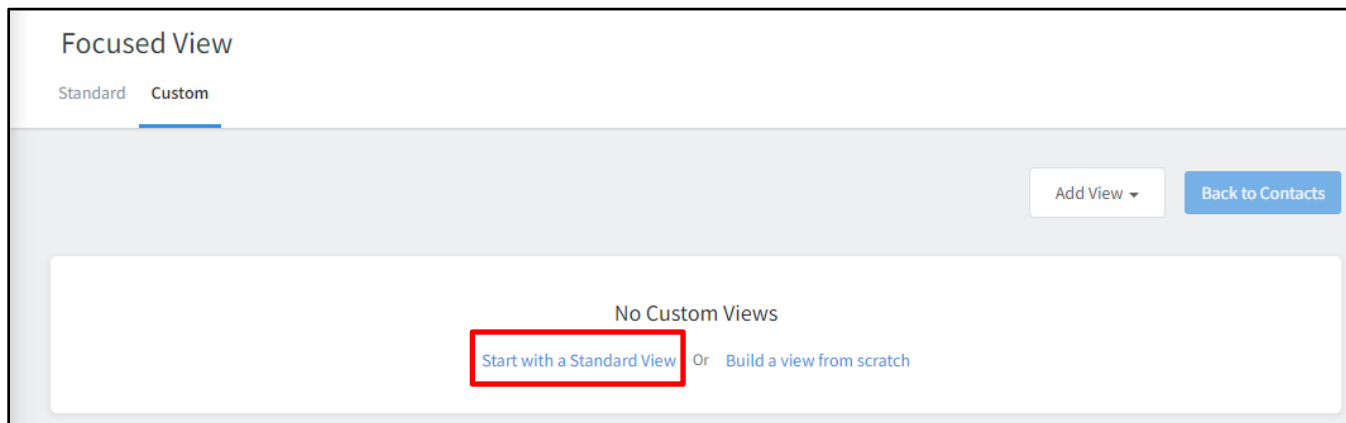 Focused View
Standard Custom
Add View Back to Contacts
No Custom Views
Start with a Standard View Or Build a view from scratch